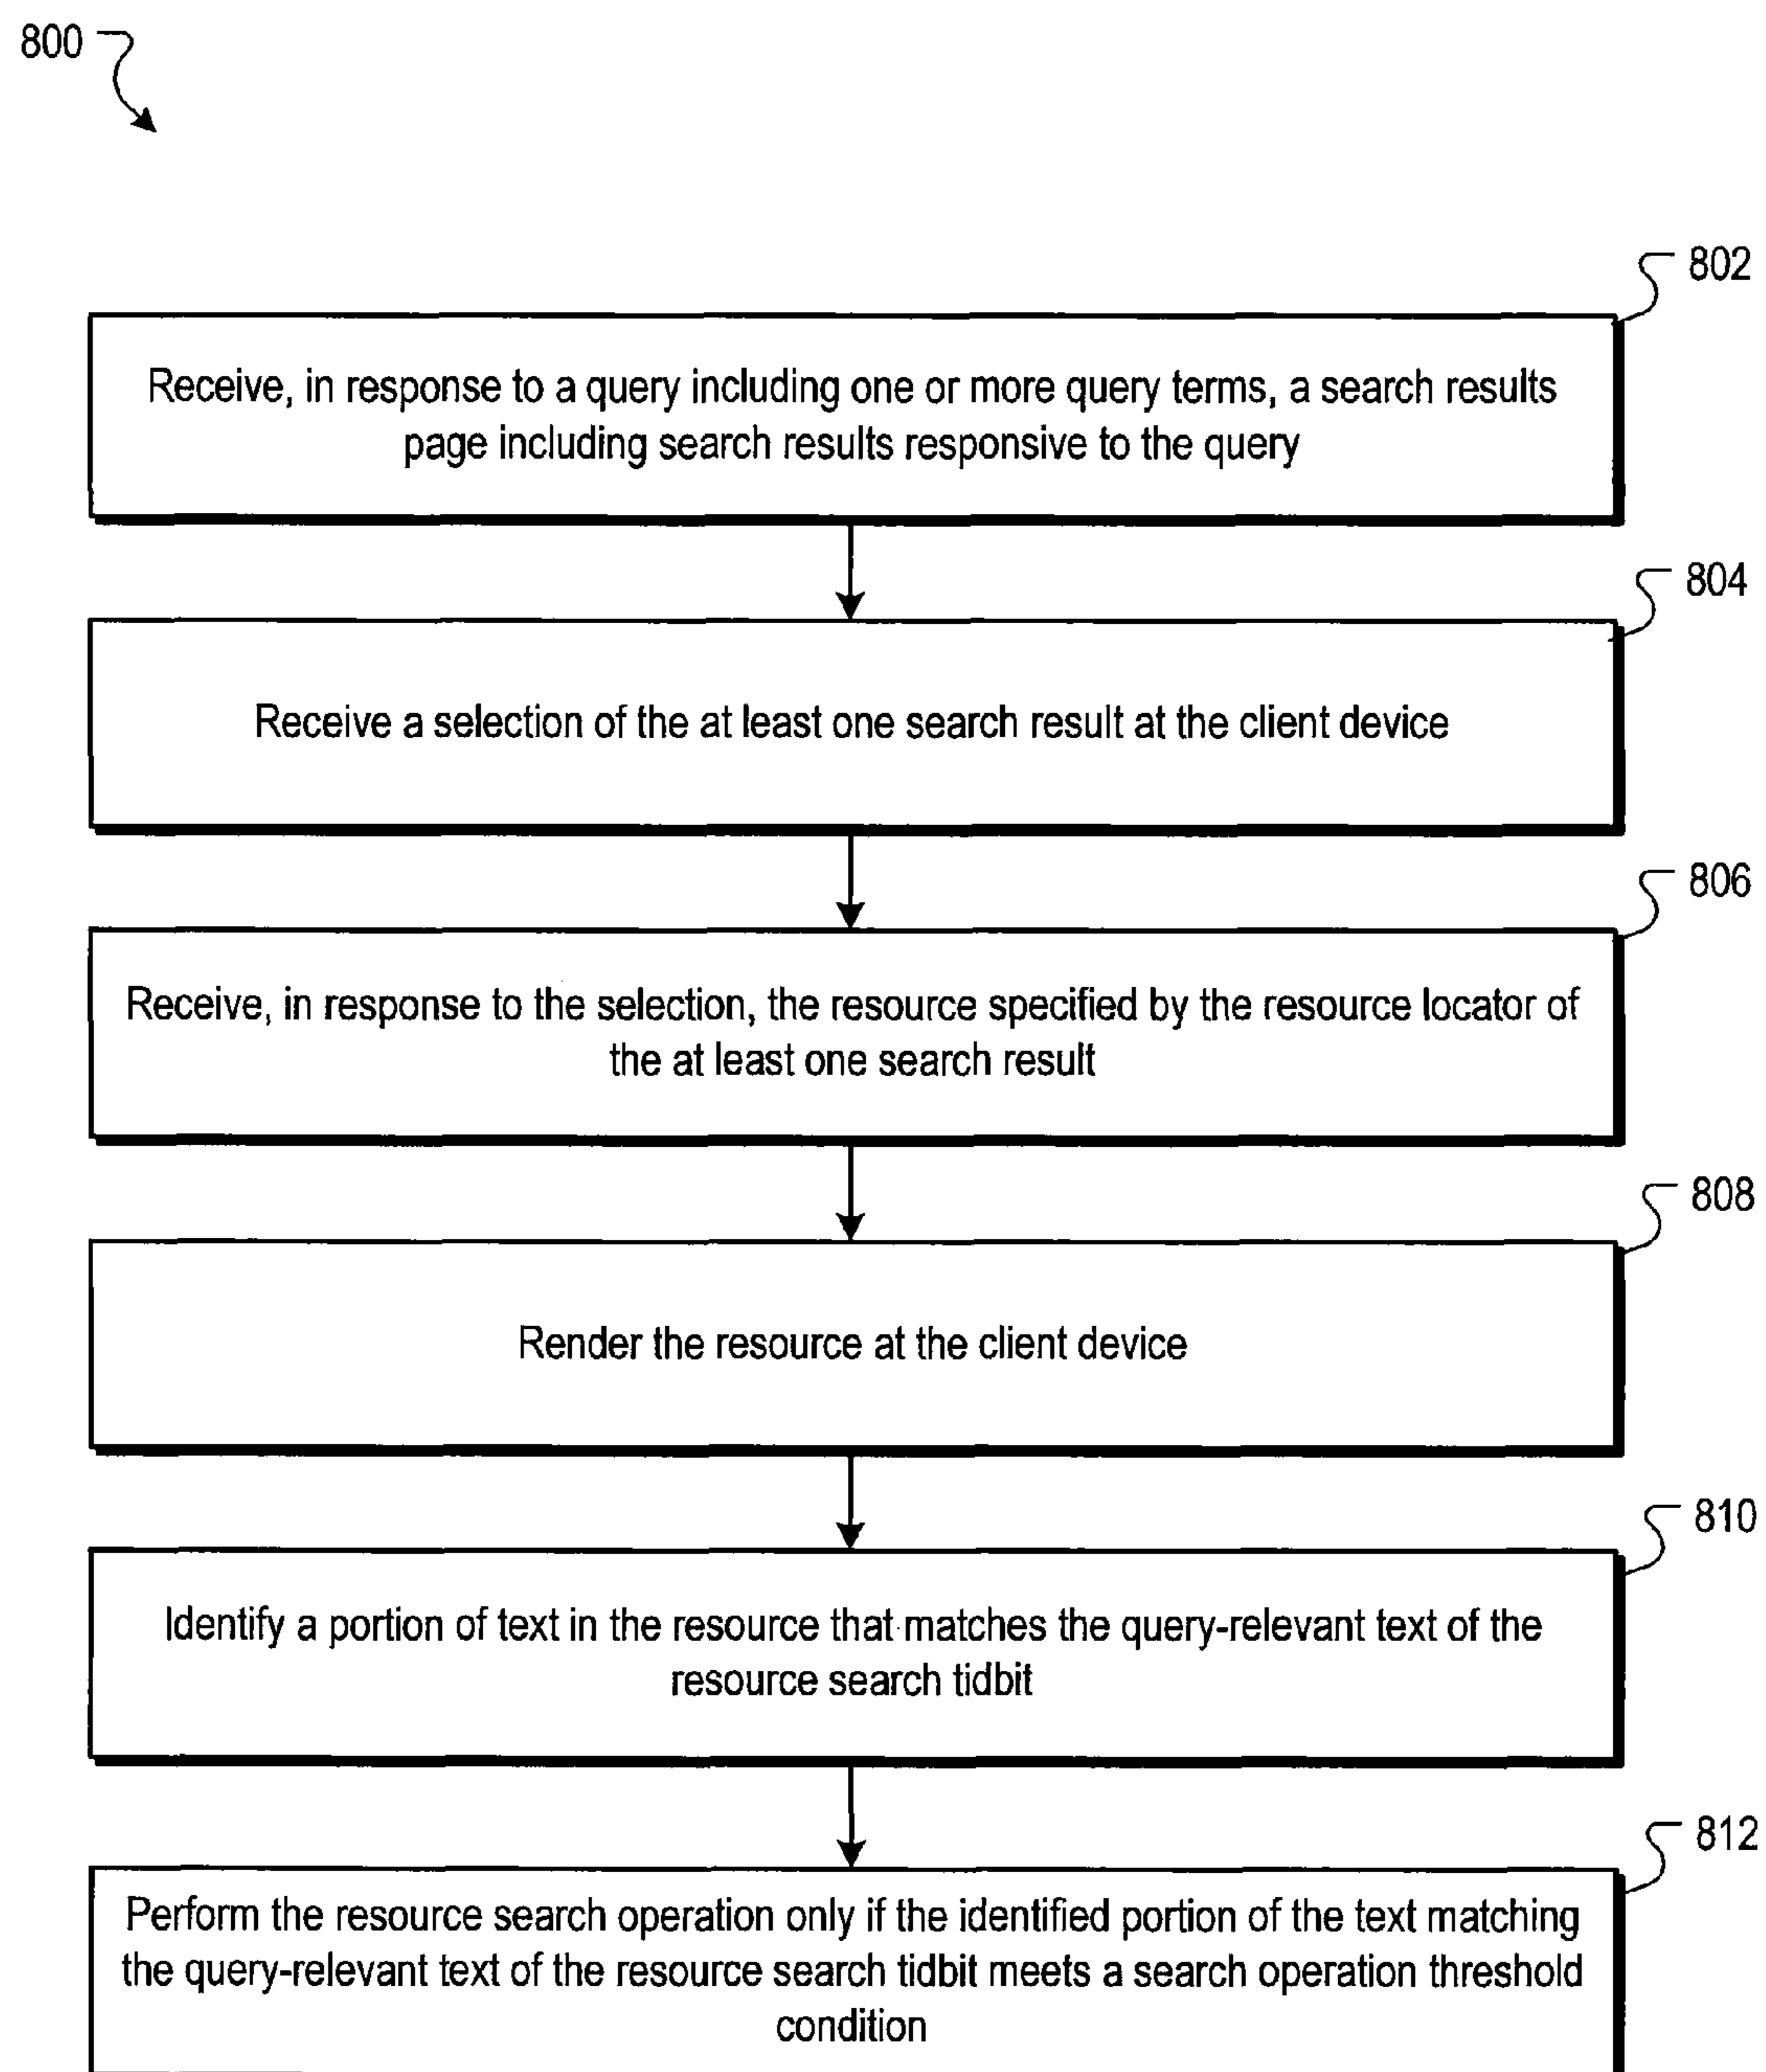 800
802
Receive, in response to a query including one or more query terms, a search results
page including search results responsive to the query
804
Receive a selection of the at least one search result at the client device
806
Receive, in response to the selection, the resource specified by the resource locator of
the at least one search result
808
Render the resource at the client device
810
Identify a portion of text in the resource that matches the query-relevant text of the
resource search tidbit
812
Perform the resource search operation only if the identified portion of the text matching
the query-relevant text of the resource search tidbit meets a search operation threshold
condition